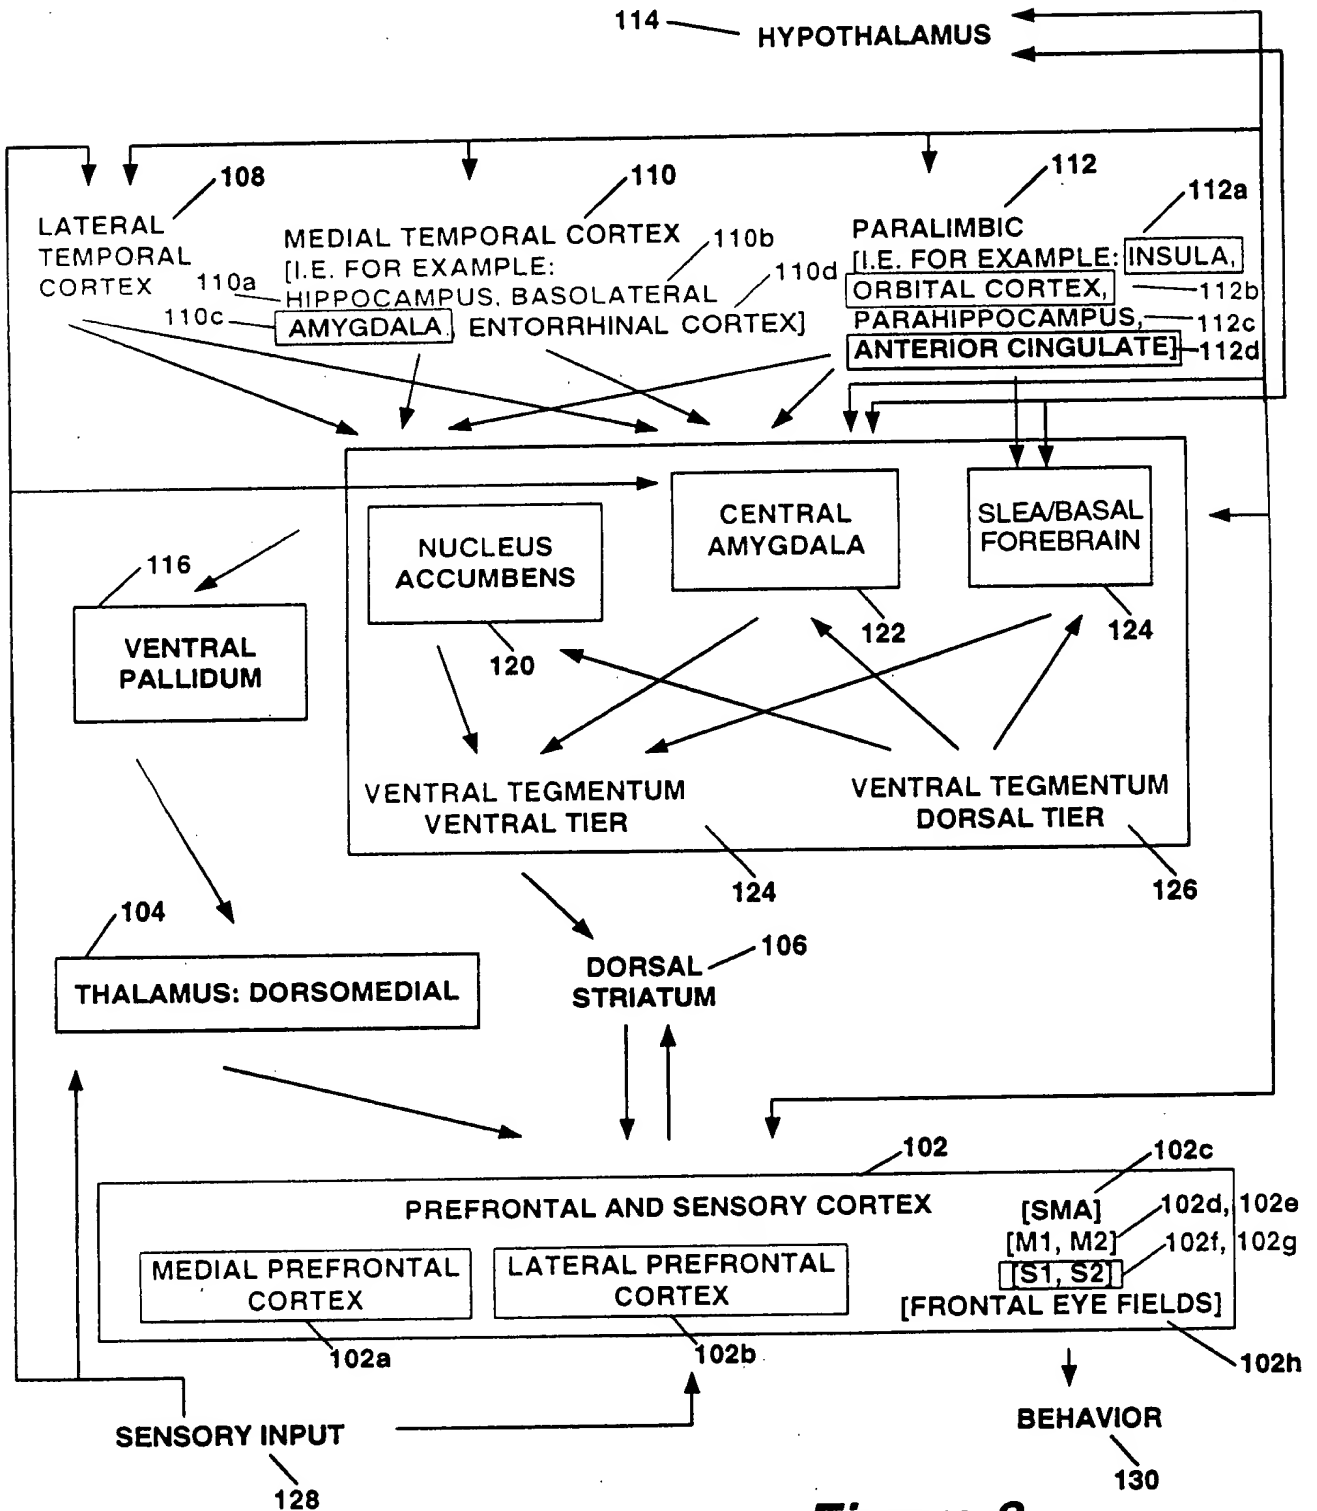 114
HYPOTHALAMUS
108
110
112
112a
LATERAL
TEMPORAL
CORTEX
MEDIAL TEMPORAL CORTEX
[I.E. FOR EXAMPLE:
HIPPOCAMPUS, BASOLATERAL
AMYGDALA, ENTORRHINAL CORTEX]
110a
110b
110c
110d
PARALIMBIC
[I.E. FOR EXAMPLE: INSULA,
ORBITAL CORTEX,
PARAHIPPOCAMPUS,
ANTERIOR CINGULATE]
112b
112c
112d
NUCLEUS
ACCUMBENS
120
CENTRAL
AMYGDALA
122
SLEA/BASAL
FOREBRAIN
124
116
VENTRAL
PALLIDUM
VENTRAL TEGMENTUM
VENTRAL TIER
124
VENTRAL TEGMENTUM
DORSAL TIER
126
104
THALAMUS: DORSOMEDIAL
106
DORSAL
STRIATUM
102
102c
PREFRONTAL AND SENSORY CORTEX
[SMA]
[M1, M2]
102d, 102e
[S1, S2]
102f, 102g
[FRONTAL EYE FIELDS]
102h
MEDIAL PREFRONTAL
CORTEX
102a
LATERAL PREFRONTAL
CORTEX
102b
SENSORY INPUT
128
BEHAVIOR
130